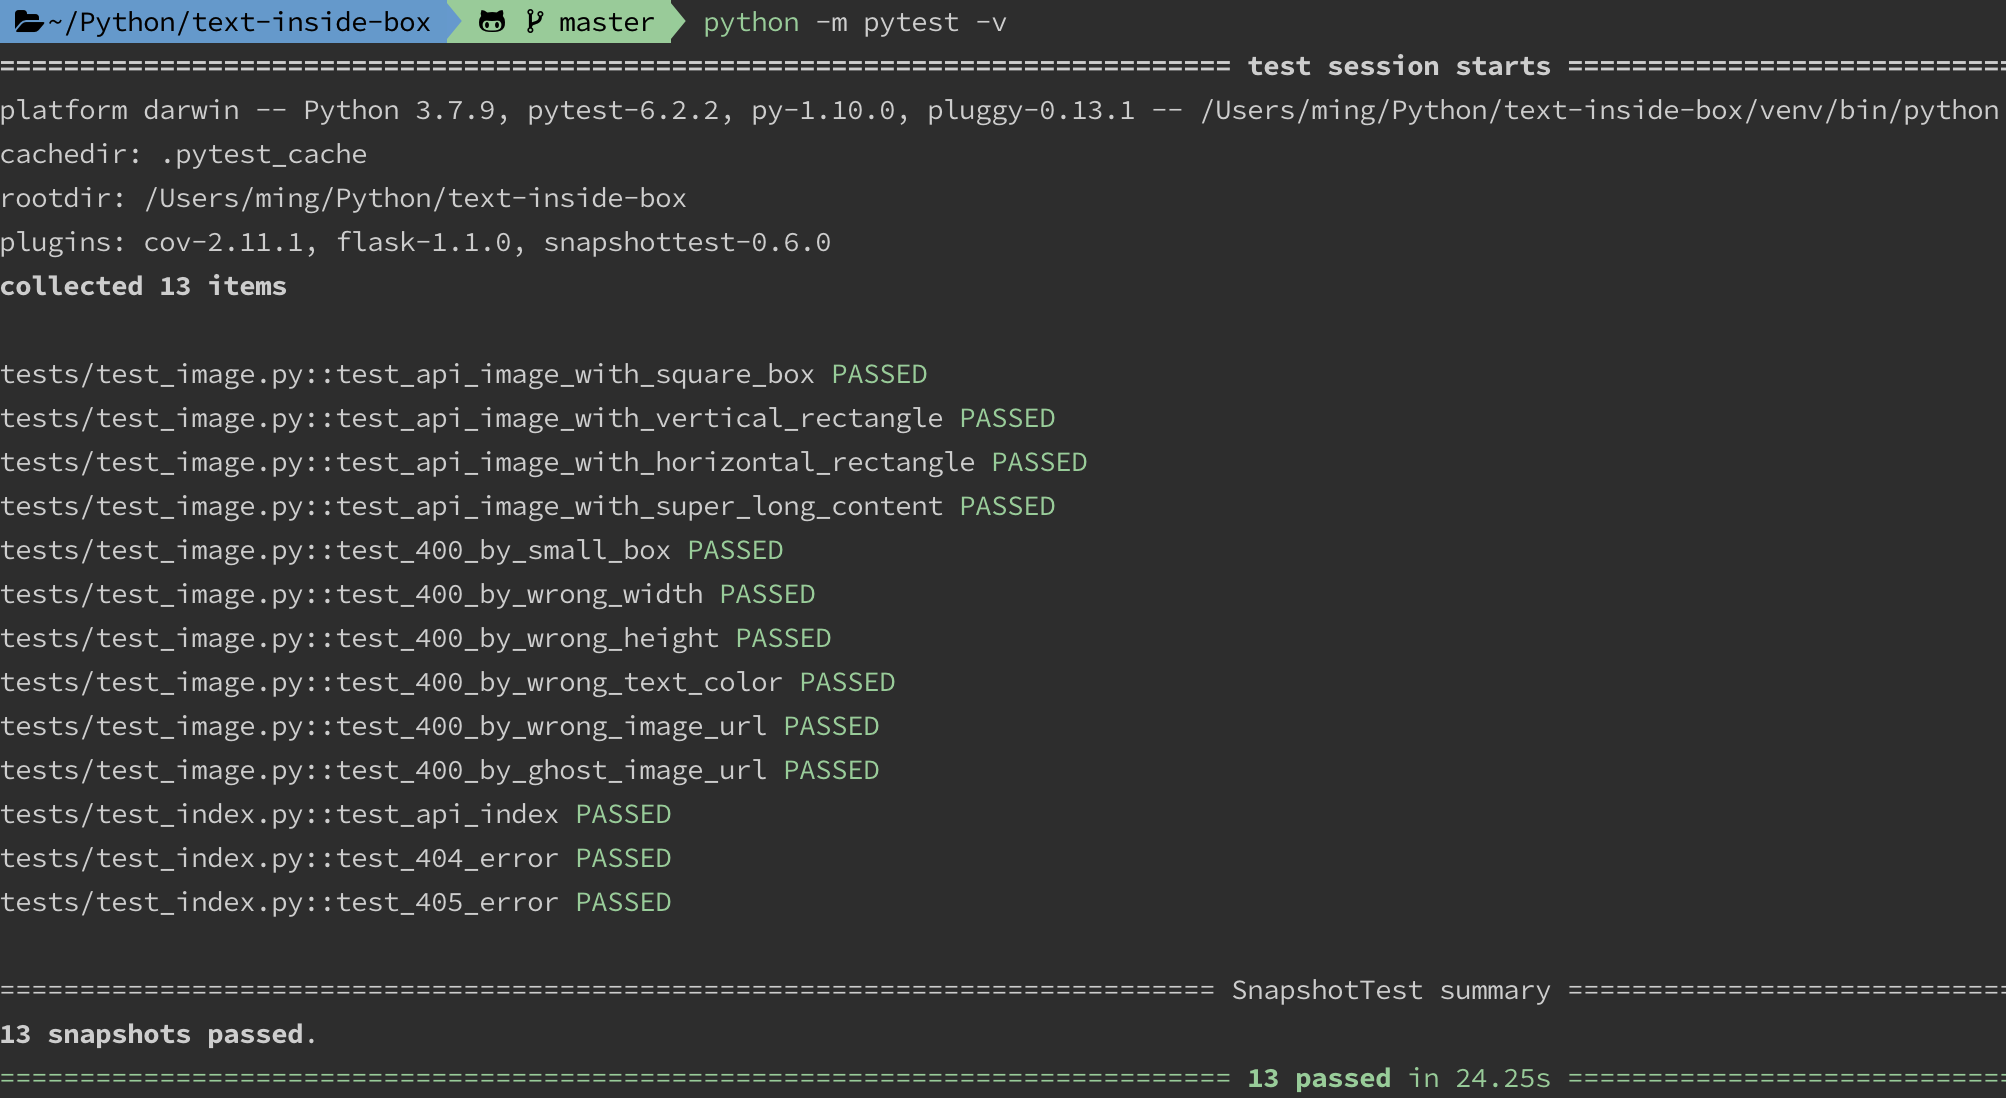 ~/Python/text-inside-box master python -m pytest -v
============================================================================= test session starts ============================
platform darwin -- Python 3.7.9, pytest-6.2.2, py-1.10.0, pluggy-0.13.1 -- /Users/ming/Python/text-inside-box/venv/bin/python
cachedir: .pytest_cache
rootdir: /Users/ming/Python/text-inside-box
plugins: cov-2.11.1, flask-1.1.0, snapshottest-0.6.0
collected 13 items
tests/test_image.py::test_api_image_with_square_box PASSED
tests/test_image.py::test_api_image_with_vertical_rectangle PASSED
tests/test_image.py::test_api_image_with_horizontal_rectangle PASSED
tests/test_image.py::test_api_image_with_super_long_content PASSED
tests/test_image.py::test_400_by_small_box PASSED
tests/test_image.py::test_400_by_wrong_width PASSED
tests/test_image.py::test_400_by_wrong_height PASSED
tests/test_image.py::test_400_by_wrong_text_color PASSED
tests/test_image.py::test_400_by_wrong_image_url PASSED
tests/test_image.py::test_400_by_ghost_image_url PASSED
tests/test_index.py::test_api_index PASSED
tests/test_index.py::test_404_error PASSED
tests/test_index.py::test_405_error PASSED
============================================================================ SnapshotTest summary ============================
13 snapshots passed.
============================================================================= 13 passed in 24.25s ============================